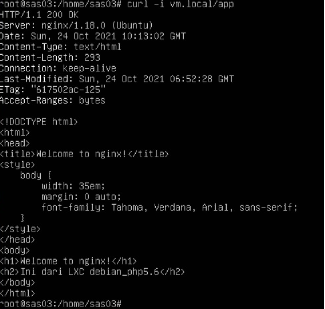 root@sas03:/home/sas03# curl -i vm.local/app
HTTP/1.1 200 OK
Server: nginx/1.18.0 (Ubuntu)
Date: Sun, 24 Oct 2021 10:13:02 GMT
Content-Type: text/html
Content-Length: 293
Connection: keep-alive
Last-Modified: Sun, 24 Oct 2021 06:52:28 GMT
ETag: "617502ac-125"
Accept-Ranges: bytes

<!DOCTYPE html>
<html>
<head>
<title>Welcome to nginx!</title>
<style>
    body {
        width: 35em;
        margin: 0 auto;
        font-family: Tahoma, Verdana, Arial, sans-serif;
    }
</style>
</head>
<body>
<h1>Welcome to nginx!</h1>
<h2>Ini dari LXC debian_php5.6</h2>
</body>
</html>
root@sas03:/home/sas03#